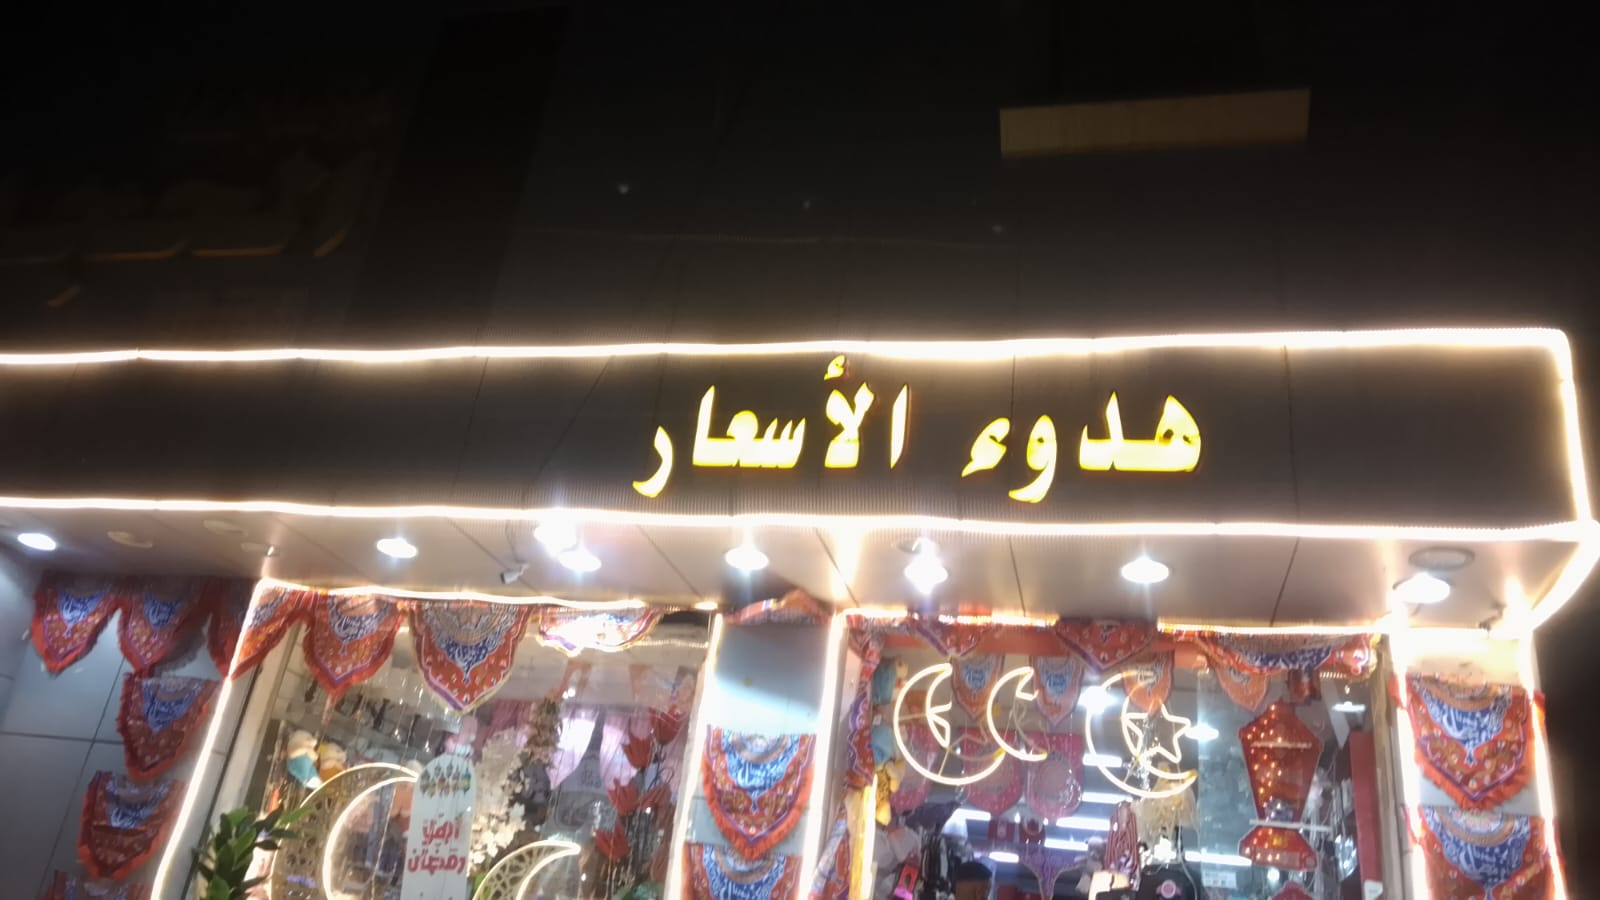 هدوء الأسعار
أهلاً
رمضان